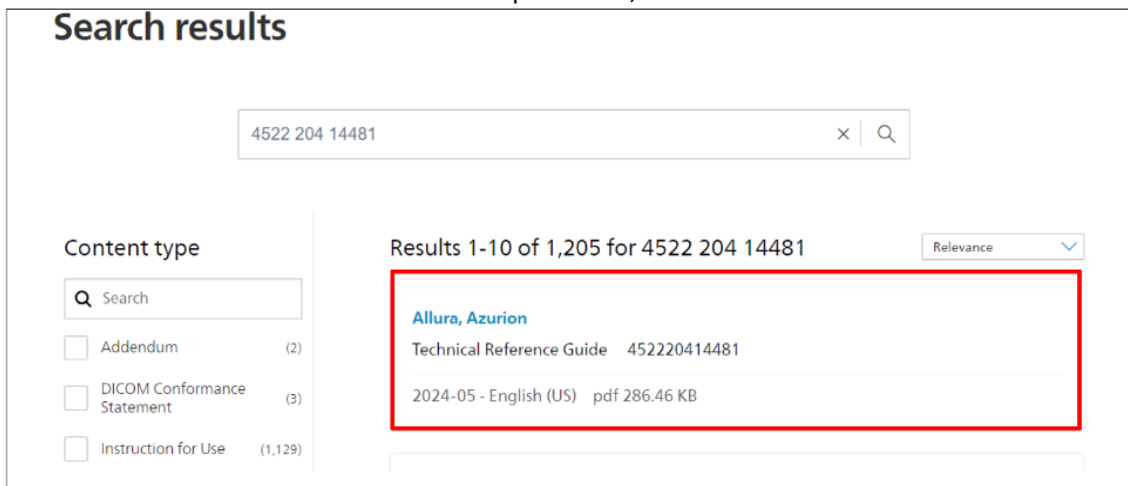 Search results
4522 204 14481
Content type
Search
Addendum (2)
DICOM Conformance
Statement (3)
Instruction for Use (1,129)
Results 1-10 of 1,205 for 4522 204 14481
Relevance
Allura, Azurion
Technical Reference Guide 452220414481
2024-05 - English (US) pdf 286.46 KB